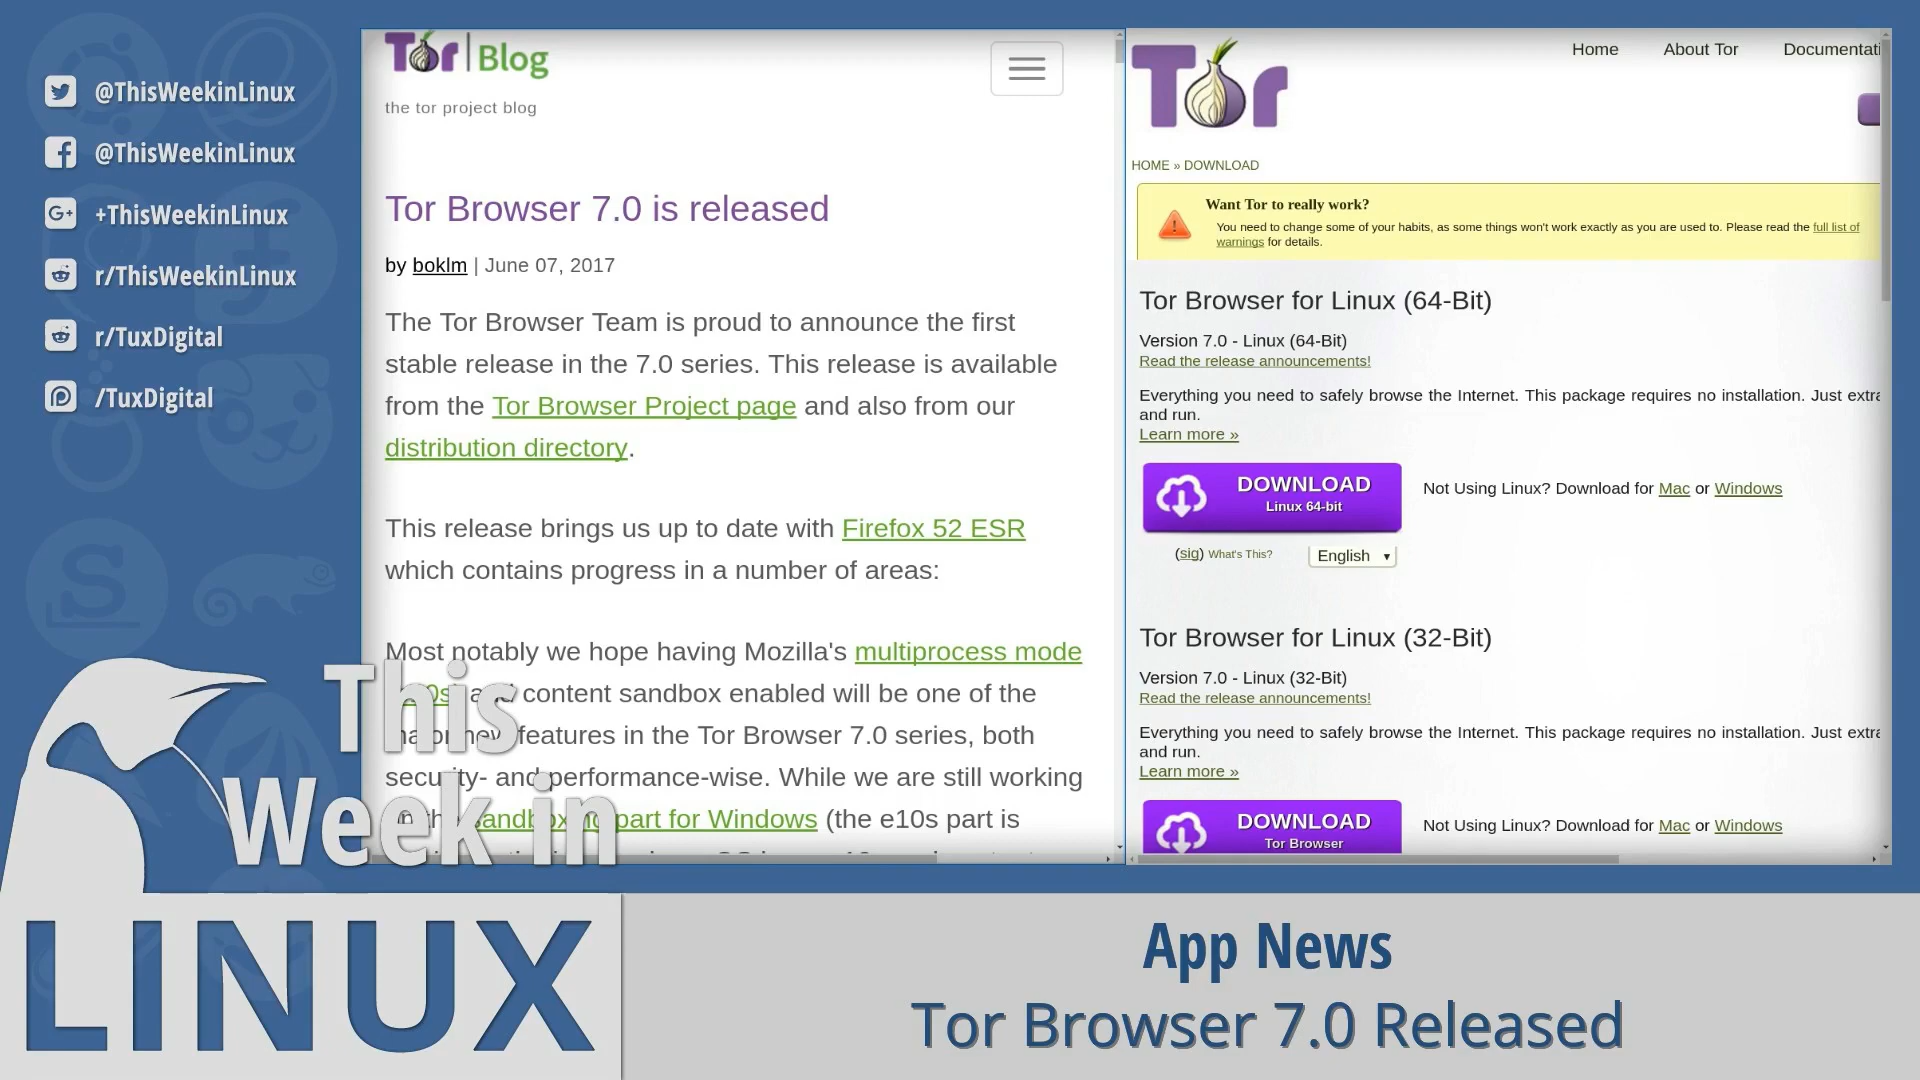 @ThisWeekinLinux
@ThisWeekinLinux
+ThisWeekinLinux
r/ThisWeekinLinux
r/TuxDigital
/TuxDigital
Tor | Blog
the tor project blog
Tor Browser 7.0 is released
by boklm | June 07, 2017
The Tor Browser Team is proud to announce the first
stable release in the 7.0 series. This release is available
from the Tor Browser Project page and also from our
distribution directory.
This release brings us up to date with Firefox 52 ESR
which contains progress in a number of areas:
Most notably we hope having Mozilla's multiprocess mode
content sandbox enabled will be one of the
features in the Tor Browser 7.0 series, both
security- and performance-wise. While we are still working
part for Windows (the e10s part is
Tor
Home About Tor Documentati
HOME » DOWNLOAD
Want Tor to really work?
You need to change some of your habits, as some things won't work exactly as you are used to. Please read the full list of
warnings for details.
Tor Browser for Linux (64-Bit)
Version 7.0 - Linux (64-Bit)
Read the release announcements!
Everything you need to safely browse the Internet. This package requires no installation. Just extra
and run.
Learn more »
DOWNLOAD
Linux 64-bit
Not Using Linux? Download for Mac or Windows
(sig) What's This? English
Tor Browser for Linux (32-Bit)
Version 7.0 - Linux (32-Bit)
Read the release announcements!
Everything you need to safely browse the Internet. This package requires no installation. Just extra
and run.
Learn more »
DOWNLOAD
Tor Browser
Not Using Linux? Download for Mac or Windows
This
Week in
LINUX
App News
Tor Browser 7.0 Released